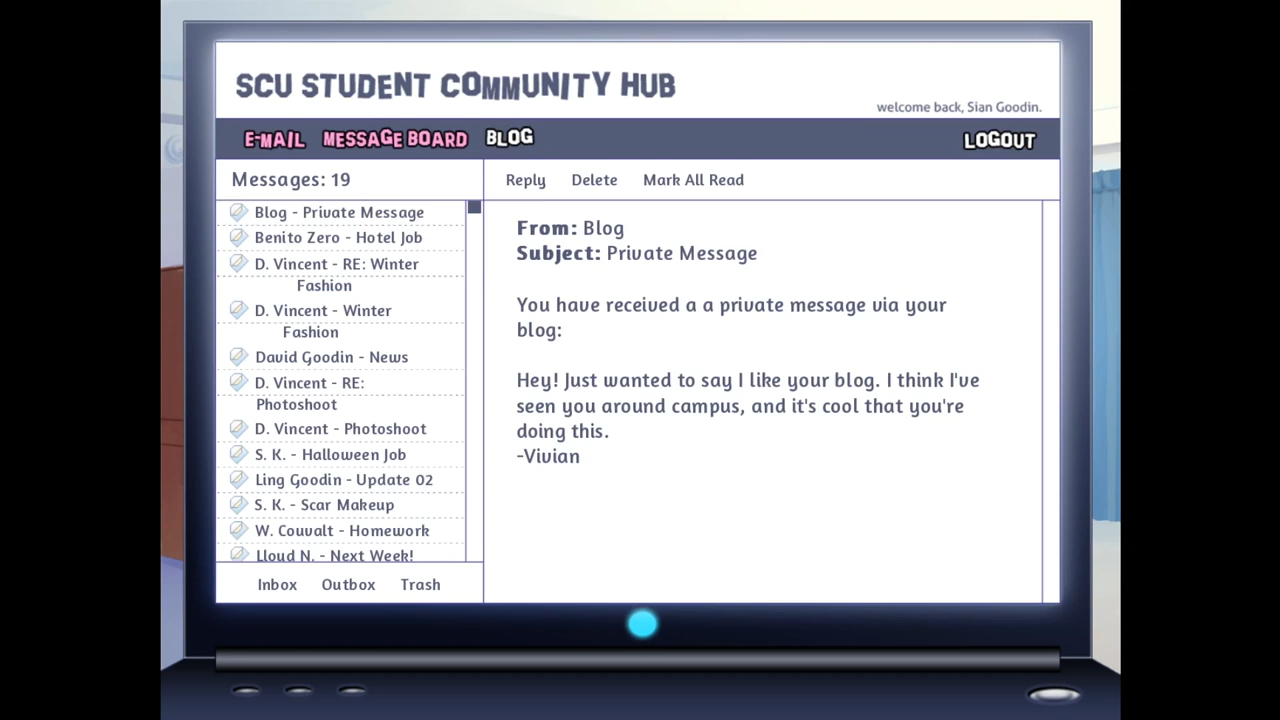 SCU STUDENT COMMUNITY HUB
welcome back, Sian Goodin.
E-MAIL MESSAGE BOARD BLOG LOGOUT
Messages: 19
Reply Delete Mark All Read
Blog - Private Message
Benito Zero - Hotel Job
D. Vincent - RE: Winter
Fashion
D. Vincent - Winter
Fashion
David Goodin - News
D. Vincent - RE:
Photoshoot
D. Vincent - Photoshoot
S. K. - Halloween Job
Ling Goodin - Update 02
S. K. - Scar Makeup
W. Couvalt - Homework
Lloud N. - Next Week!
Inbox Outbox Trash
From: Blog
Subject: Private Message
You have received a a private message via your
blog:
Hey! Just wanted to say I like your blog. I think I've
seen you around campus, and it's cool that you're
doing this.
-Vivian